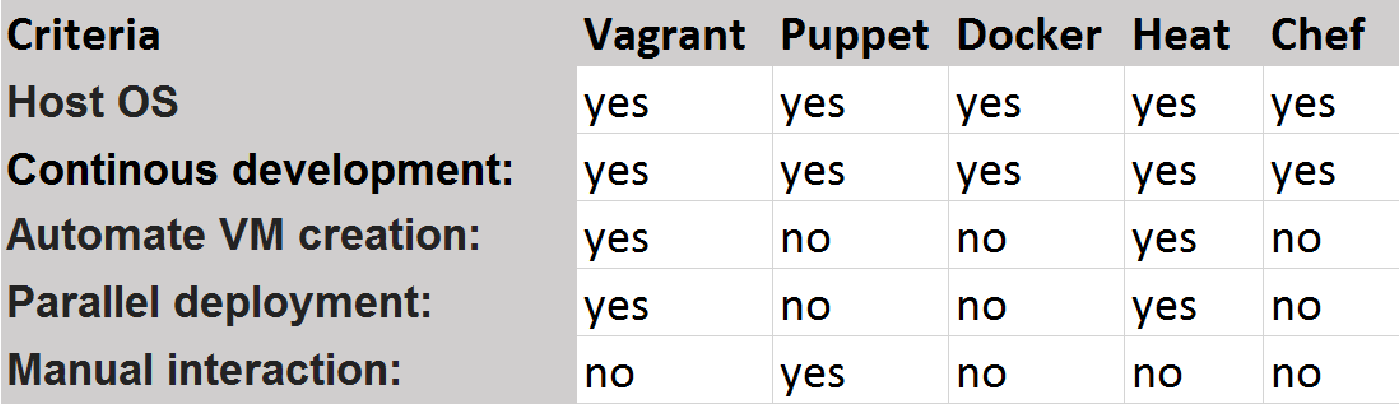 Criteria Vagrant Puppet Docker Heat Chef
Host OS yes yes yes yes yes
Continous development: yes yes yes yes yes
Automate VM creation: yes no no yes no
Parallel deployment: yes no no yes no
Manual interaction: no yes no no no